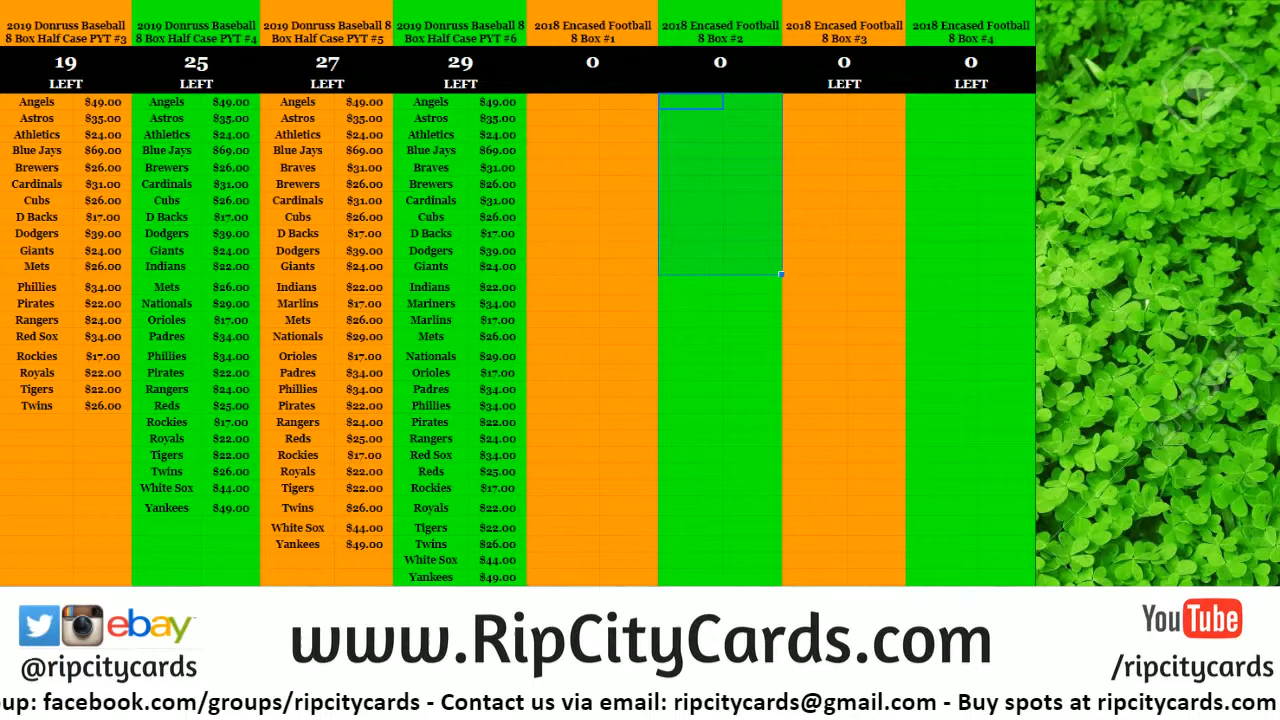 2019 Donruss Baseball 8 Box Half Case PYT #3
19
LEFT
Angels $49.00
Astros $35.00
Athletics $24.00
Blue Jays $69.00
Brewers $26.00
Cardinals $31.00
Cubs $26.00
D Backs $17.00
Dodgers $39.00
Giants $24.00
Mets $26.00
Phillies $34.00
Pirates $22.00
Rangers $24.00
Red Sox $34.00
Rockies $17.00
Royals $22.00
Tigers $22.00
Twins $26.00
2019 Donruss Baseball 8 Box Half Case PYT #4
25
LEFT
Angels $49.00
Astros $35.00
Athletics $24.00
Blue Jays $69.00
Brewers $26.00
Cardinals $31.00
Cubs $26.00
D Backs $17.00
Dodgers $39.00
Giants $24.00
Indians $22.00
Mets $26.00
Nationals $29.00
Orioles $17.00
Padres $34.00
Phillies $34.00
Pirates $22.00
Rangers $24.00
Reds $25.00
Rockies $17.00
Royals $22.00
Tigers $22.00
Twins $26.00
White Sox $44.00
Yankees $49.00
2019 Donruss Baseball 8 Box Half Case PYT #5
27
LEFT
Angels $49.00
Astros $35.00
Athletics $24.00
Blue Jays $69.00
Braves $31.00
Brewers $26.00
Cardinals $31.00
Cubs $26.00
D Backs $17.00
Dodgers $39.00
Giants $24.00
Indians $22.00
Marlins $17.00
Mets $26.00
Nationals $29.00
Orioles $17.00
Padres $34.00
Phillies $34.00
Pirates $22.00
Rangers $24.00
Reds $25.00
Rockies $17.00
Royals $22.00
Tigers $22.00
Twins $26.00
White Sox $44.00
Yankees $49.00
2019 Donruss Baseball 8 Box Half Case PYT #6
29
LEFT
Angels $49.00
Astros $35.00
Athletics $24.00
Blue Jays $69.00
Braves $31.00
Brewers $26.00
Cardinals $31.00
Cubs $26.00
D Backs $17.00
Dodgers $39.00
Giants $24.00
Indians $22.00
Mariners $34.00
Marlins $17.00
Mets $26.00
Nationals $29.00
Orioles $17.00
Padres $34.00
Phillies $34.00
Pirates $22.00
Rangers $24.00
Red Sox $34.00
Reds $25.00
Rockies $17.00
Royals $22.00
Tigers $22.00
Twins $26.00
White Sox $44.00
Yankees $49.00
2018 Encased Football 8 Box #1
0
2018 Encased Football 8 Box #2
0
2018 Encased Football 8 Box #3
0
LEFT
2018 Encased Football 8 Box #4
0
LEFT
ebay
@ripcitycards
www.RipCityCards.com
YouTube
/ripcitycards
oup: facebook.com/groups/ripcitycards - Contact us via email: ripcitycards@gmail.com - Buy spots at ripcitycards.com